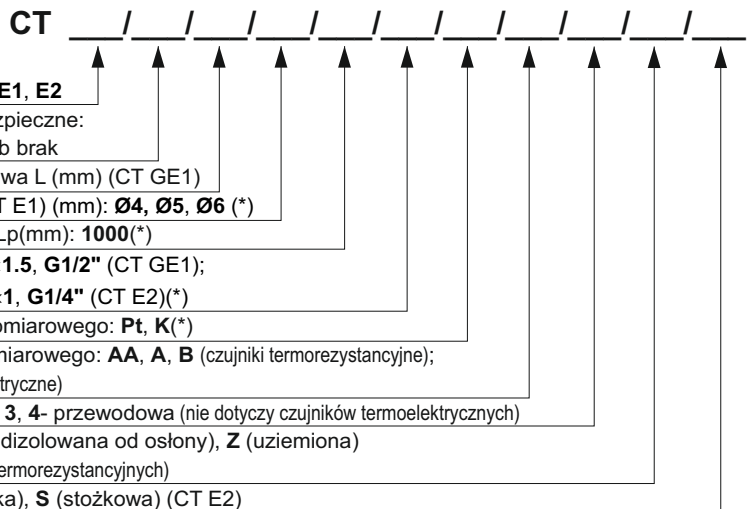 CT ___/___/___/___/___/___/___/___/___/___/___
E1, E2
zpieczne:
b brak
wa L (mm) (CT GE1)
T E1) (mm): Ø4, Ø5, Ø6 (*)
Lp(mm): 1000(*)
1.5, G1/2" (CT GE1);
1, G1/4" (CT E2)(*)
omiarowego: Pt, K(*)
niarowego: AA, A, B (czujniki termorezystancyjne);
tryczne)
3, 4- przewodowa (nie dotyczy czujników termoelektrycznych)
dizolowana od osłony), Z (uziemiona)
termorezystancyjnych)
ka), S (stożkowa) (CT E2)